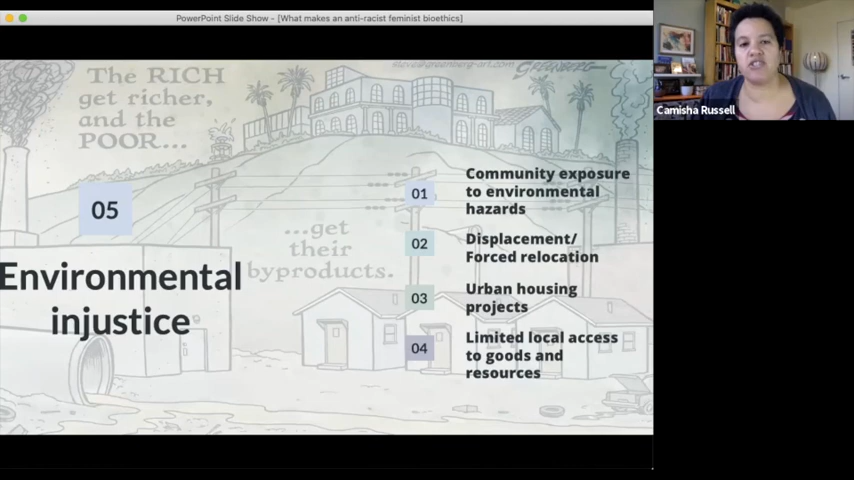 PowerPoint Slide Show - [What makes an anti-racist feminist bioethics]
Camisha Russell
The RICH
get richer,
and the
POOR...
GREENBERG
05
Environmental
injustice
...get
their
byproducts.
01
Community exposure
to environmental
hazards
02
Displacement/
Forced relocation
03
Urban housing
projects
04
Limited local access
to goods and
resources